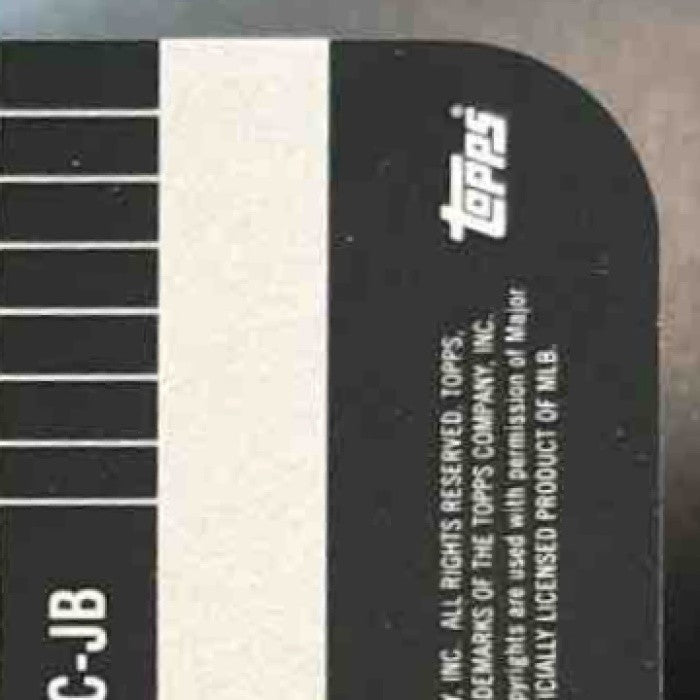 C-JB
topps®
Y, INC. ALL RIGHTS RESERVED. TOPPS,
DEMARKS OF THE TOPPS COMPANY, INC.
pyrights are used with permission of Major
ICIALLY LICENSED PRODUCT OF MLB.